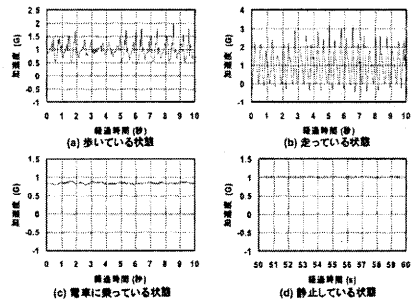 2.5
2
1.5
1
0.5
0
-0.5
-1
加速度 (G)
0 1 2 3 4 5 6 7 8 9 10
経過時間 (秒)
(a) 歩いている状態
4
3
2
1
0
-1
加速度 (G)
0 1 2 3 4 5 6 7 8 9 10
経過時間 (秒)
(b) 走っている状態
1.5
1
0.5
0
-0.5
-1
加速度 (G)
0 1 2 3 4 5 6 7 8 9 10
経過時間 (秒)
(c) 電車に乗っている状態
1.5
1
0.5
0
-0.5
-1
加速度 (G)
50 51 52 53 54 55 56 57 58 59 60
経過時間 (s)
(d) 静止している状態